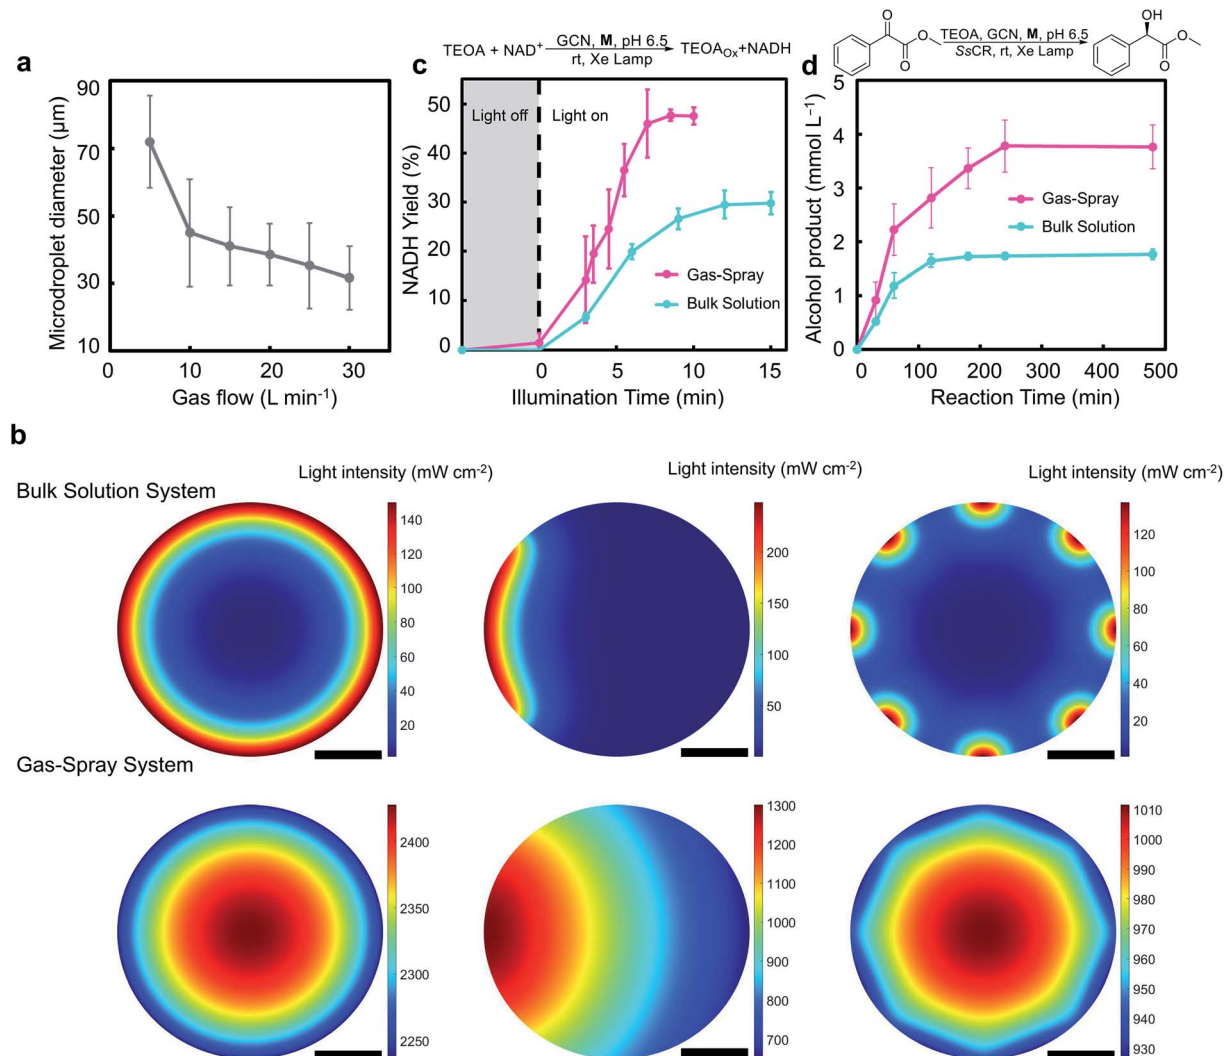 a
Microdroplet diameter (µm)
90
70
50
30
10
0
10
20
30
Gas flow (L min⁻¹)
TEOA + NAD⁺
GCN, M, pH 6.5
rt, Xe Lamp
TEOAOx+NADH
c
NADH Yield (%)
50
40
30
20
10
0
Light off
Light on
Gas-Spray
Bulk Solution
0
5
10
15
Illumination Time (min)
O
O
O
TEOA, GCN, M, pH 6.5
SsCR, rt, Xe Lamp
OH
O
O
d
Alcohol product (mmol L⁻¹)
5
4
3
2
1
0
Gas-Spray
Bulk Solution
0
100
200
300
400
500
Reaction Time (min)
b
Bulk Solution System
Light intensity (mW cm⁻²)
140
120
100
80
60
40
20
Light intensity (mW cm⁻²)
200
150
100
50
Light intensity (mW cm⁻²)
120
100
80
60
40
20
Gas-Spray System
2400
2350
2300
2250
1300
1200
1100
1000
900
800
700
1010
1000
990
980
970
960
950
940
930